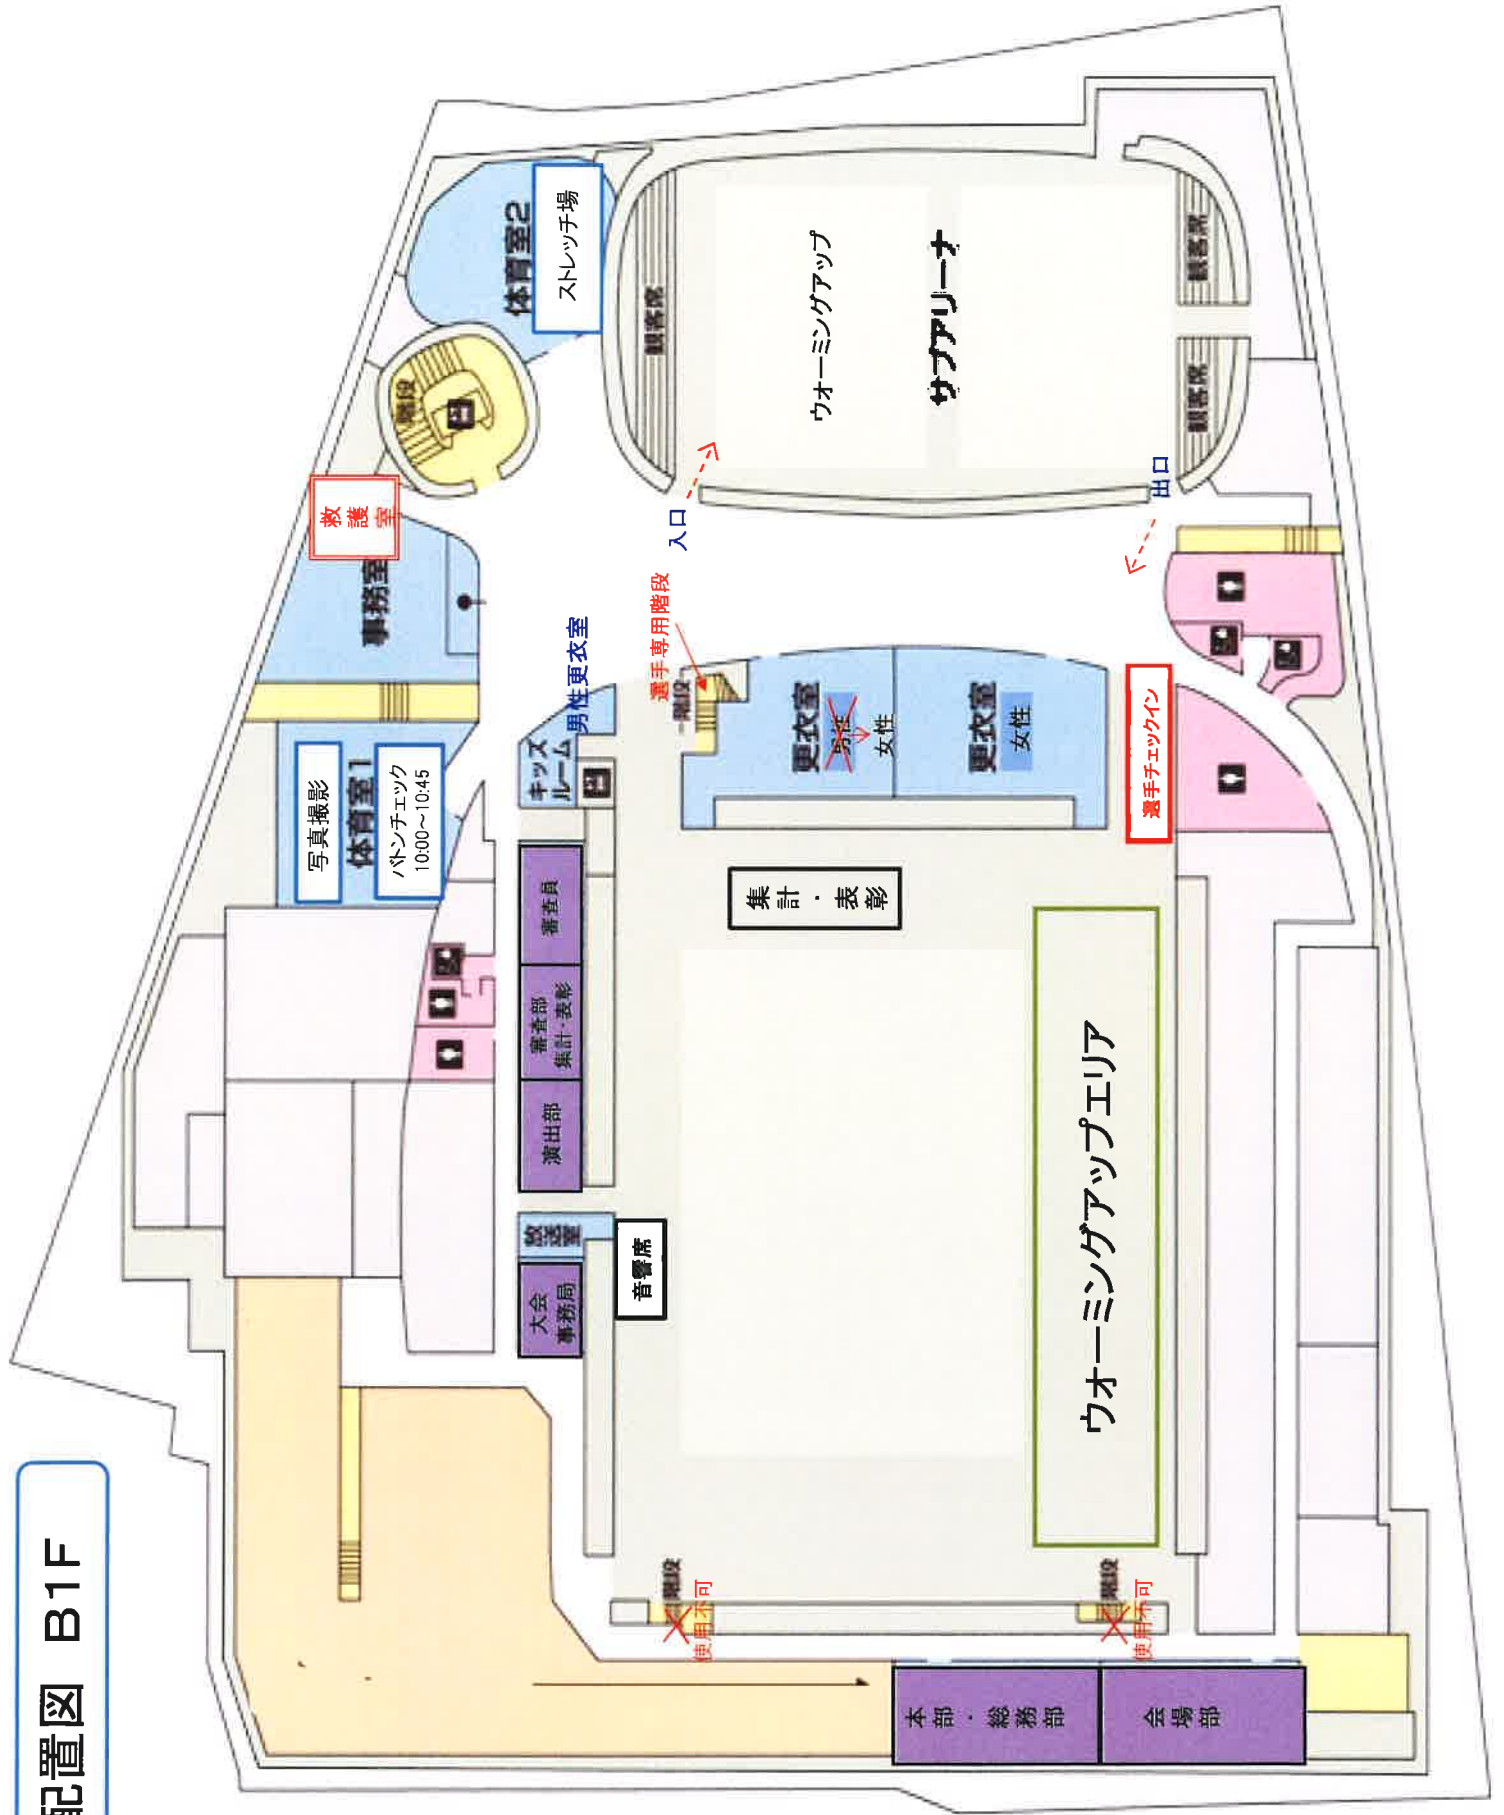 配置図 B1F
救
護
室
事務室
階段
体育室2
ストレッチ場
観客席
ウォーミングアップ
サブアリーナ
観客席
観客席
入口
出口
選手専用階段
階段
男性更衣室
キッズ
ルーム
写真撮影
体育室1
バトンチェック
10:00～10:45
更衣室
男性
女性
更衣室
女性
選手チェックイン
審査員
審査部
集計・表彰
演出部
放送
室
大会
事務局
音響席
集
計
・
表
彰
ウォーミングアップエリア
階段
使用不可
階段
使用不可
本
部
・
総
務
部
会
場
部